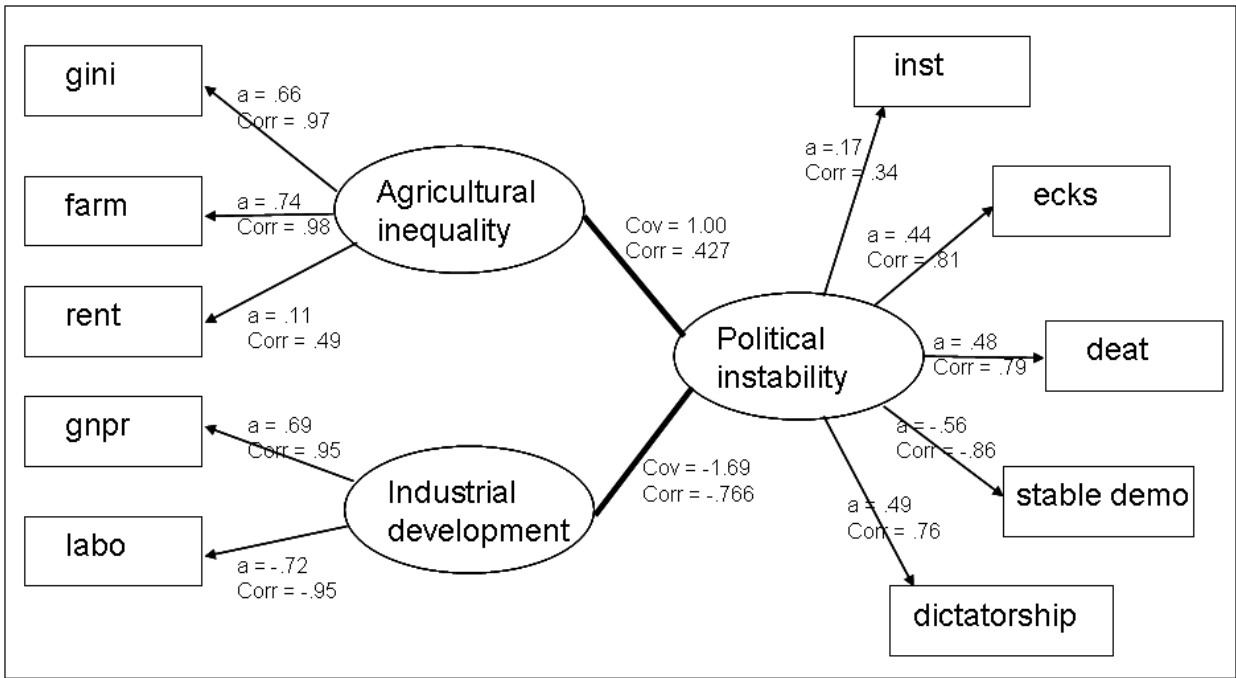 gini
a = .66
Corr = .97
farm
a = .74
Corr = .98
rent
a = .11
Corr = .49
gnpr
a = .69
Corr = .95
labo
a = -.72
Corr = -.95
Agricultural
inequality
Industrial
development
Cov = 1.00
Corr = .427
Cov = -1.69
Corr = -.766
Political
instability
inst
a =.17
Corr = .34
ecks
a = .44
Corr = .81
deat
a = .48
Corr = .79
stable demo
a = -.56
Corr = -.86
dictatorship
a = .49
Corr = .76